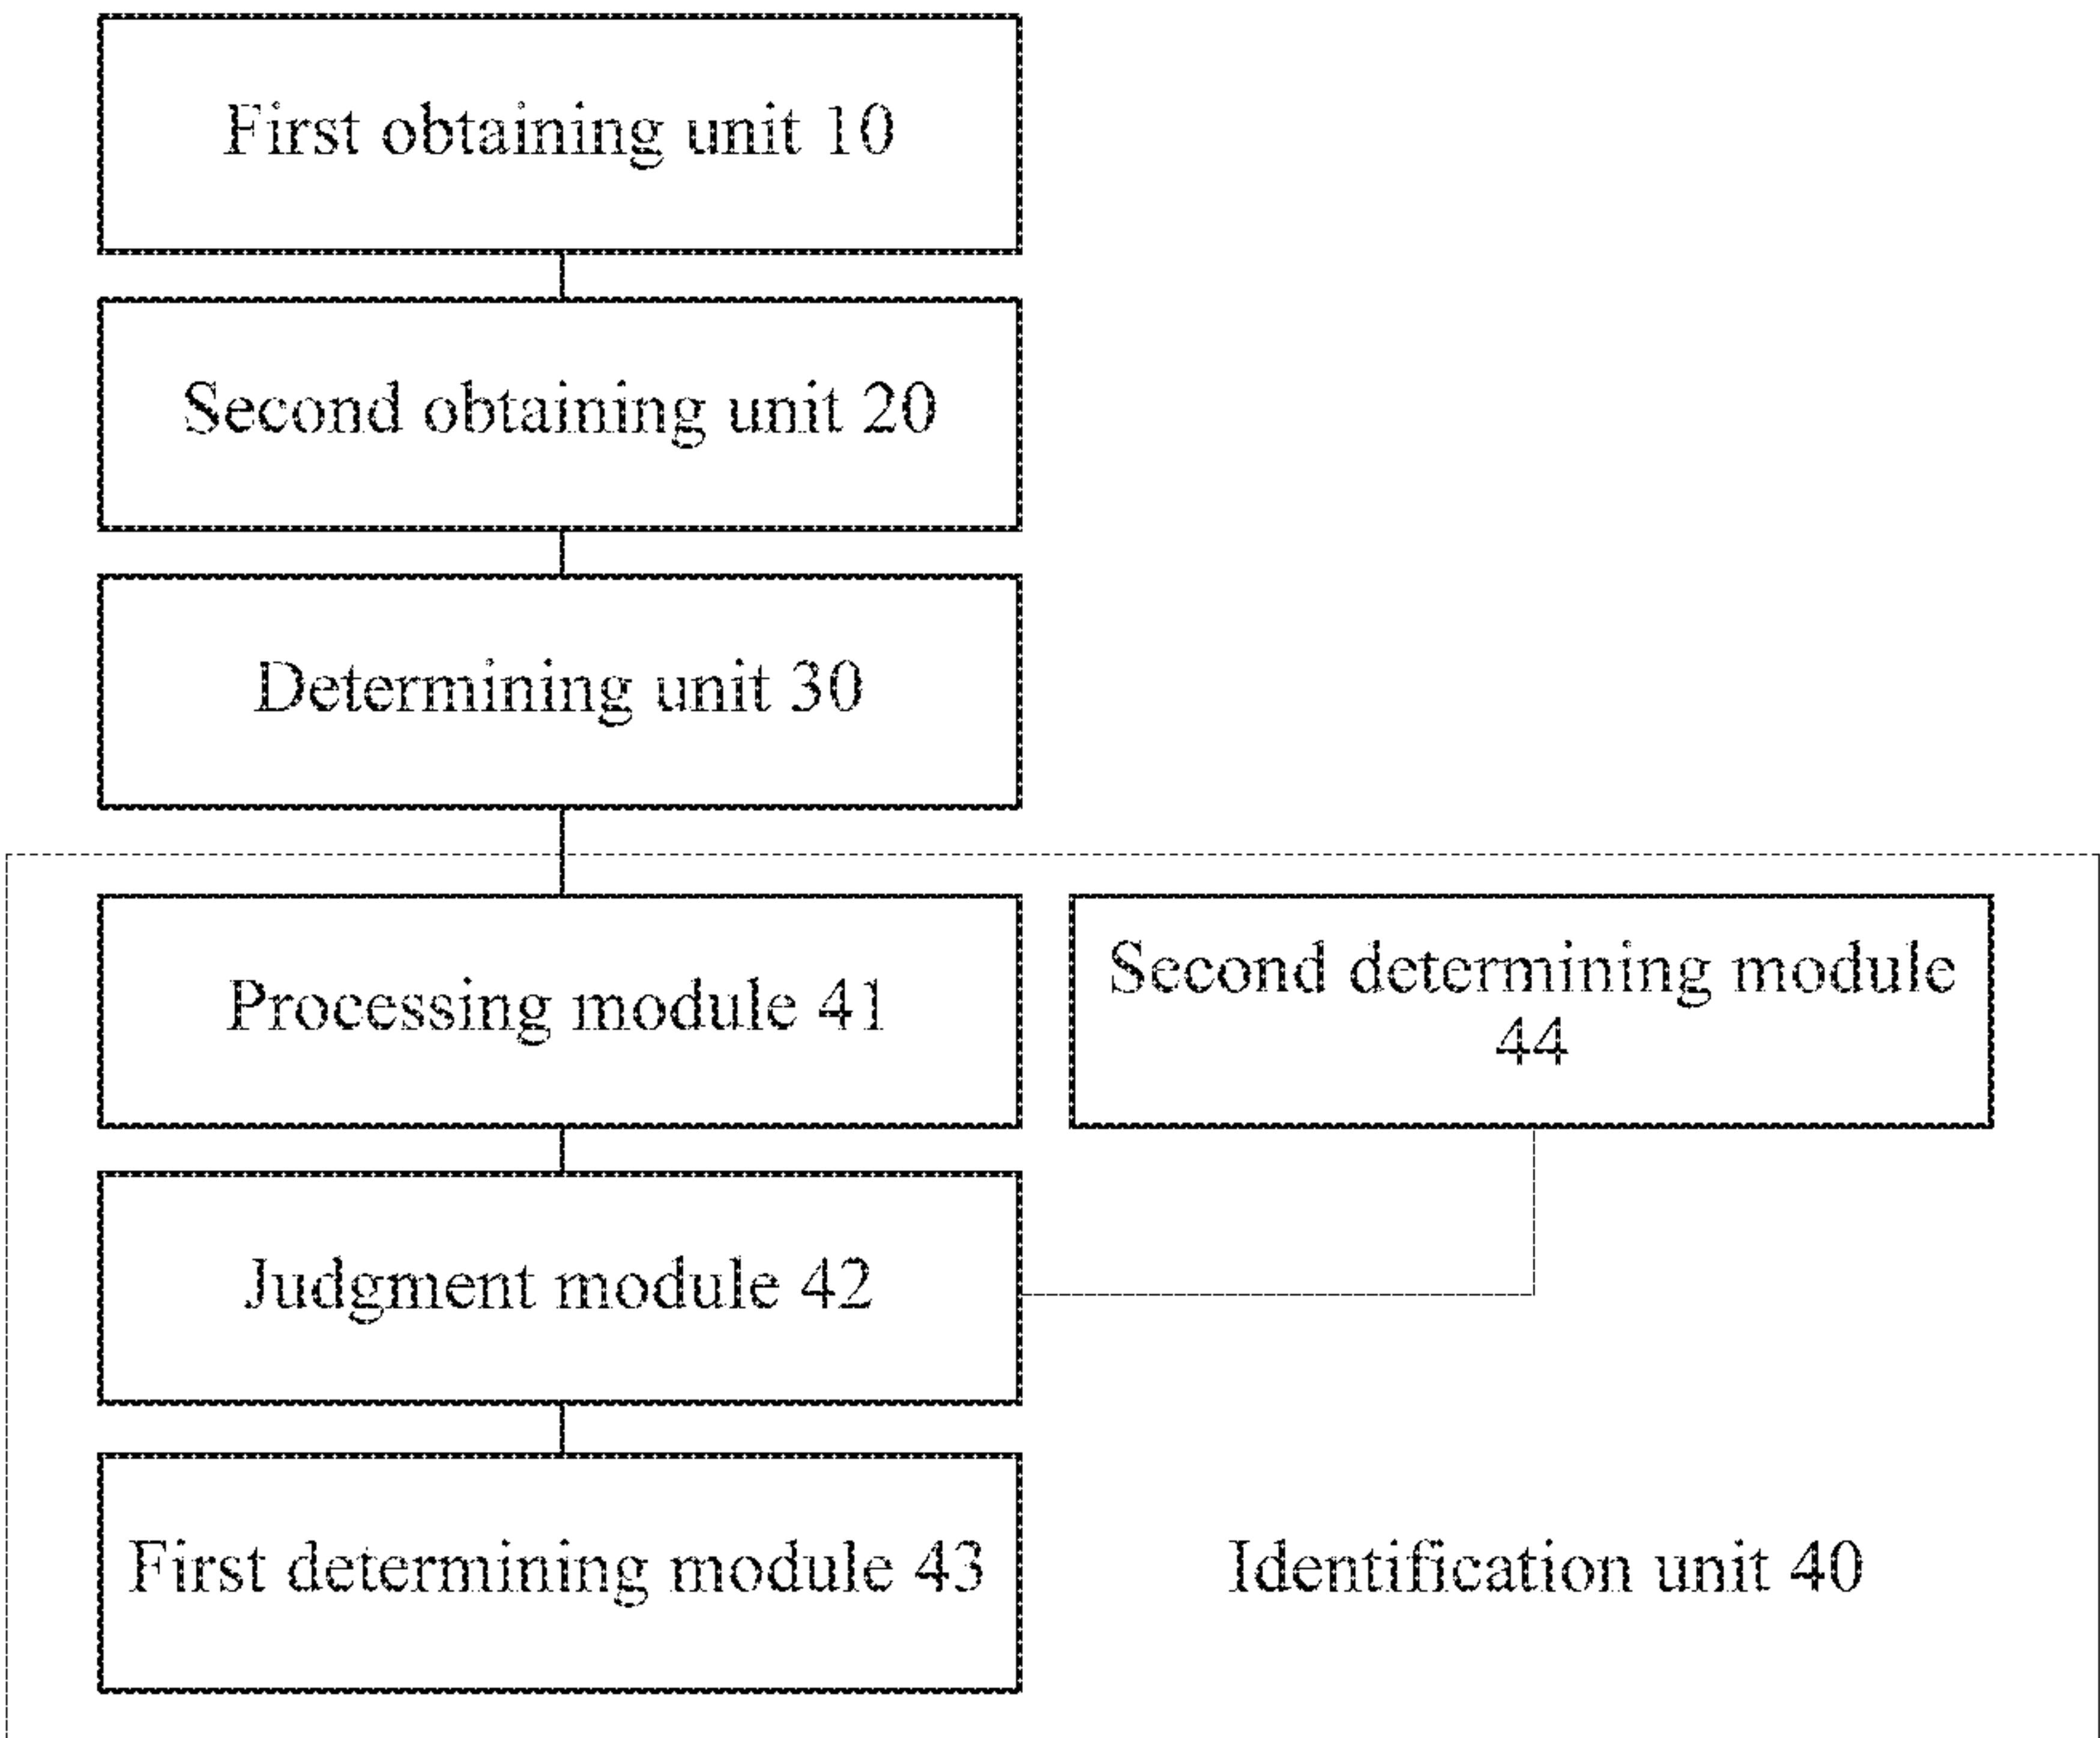 First obtaining unit 10
Second obtaining unit 20
Determining unit 30
Processing module 41
Second determining module
44
Judgment module 42
First determining module 43
Identification unit 40